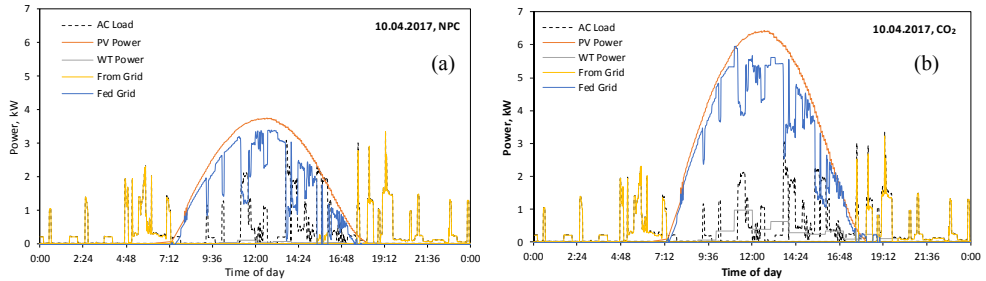 10.04.2017, NPC
(a)
AC Load
PV Power
WT Power
From Grid
Fed Grid
Power, kW
7
6
5
4
3
2
1
0
0:00 2:24 4:48 7:12 9:36 12:00 14:24 16:48 19:12 0:00
Time of day
10.04.2017, CO₂
(b)
AC Load
PV Power
WT Power
From Grid
Fed Grid
Power, kW
7
6
5
4
3
2
1
0
0:00 2:24 4:48 7:12 9:36 12:00 14:24 16:48 19:12 0:00 0:00
Time of day